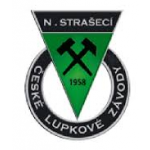 N. STRAŠECÍ
1958
ČESKÉ LUPKOVÉ ZÁVODY